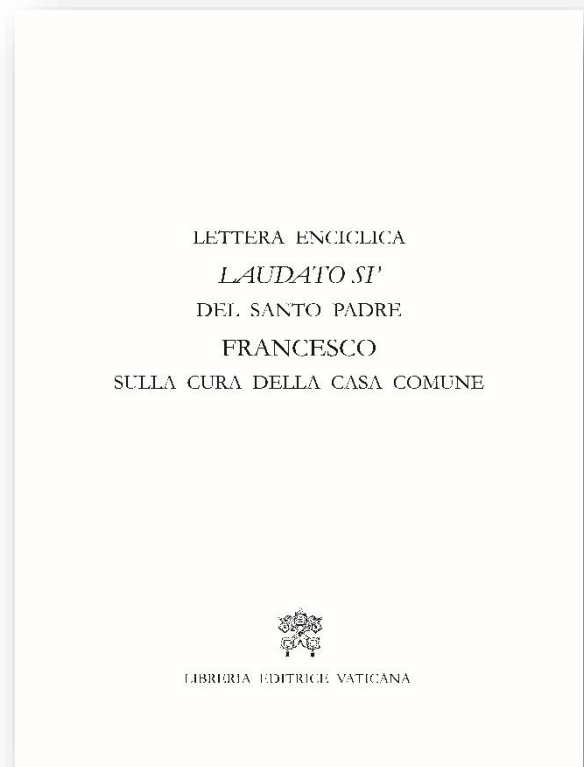 LETTERA ENCICLICA
LAUDATO SI’
DEL SANTO PADRE
FRANCESCO
SULLA CURA DELLA CASA COMUNE
LIBRERIA EDITRICE VATICANA